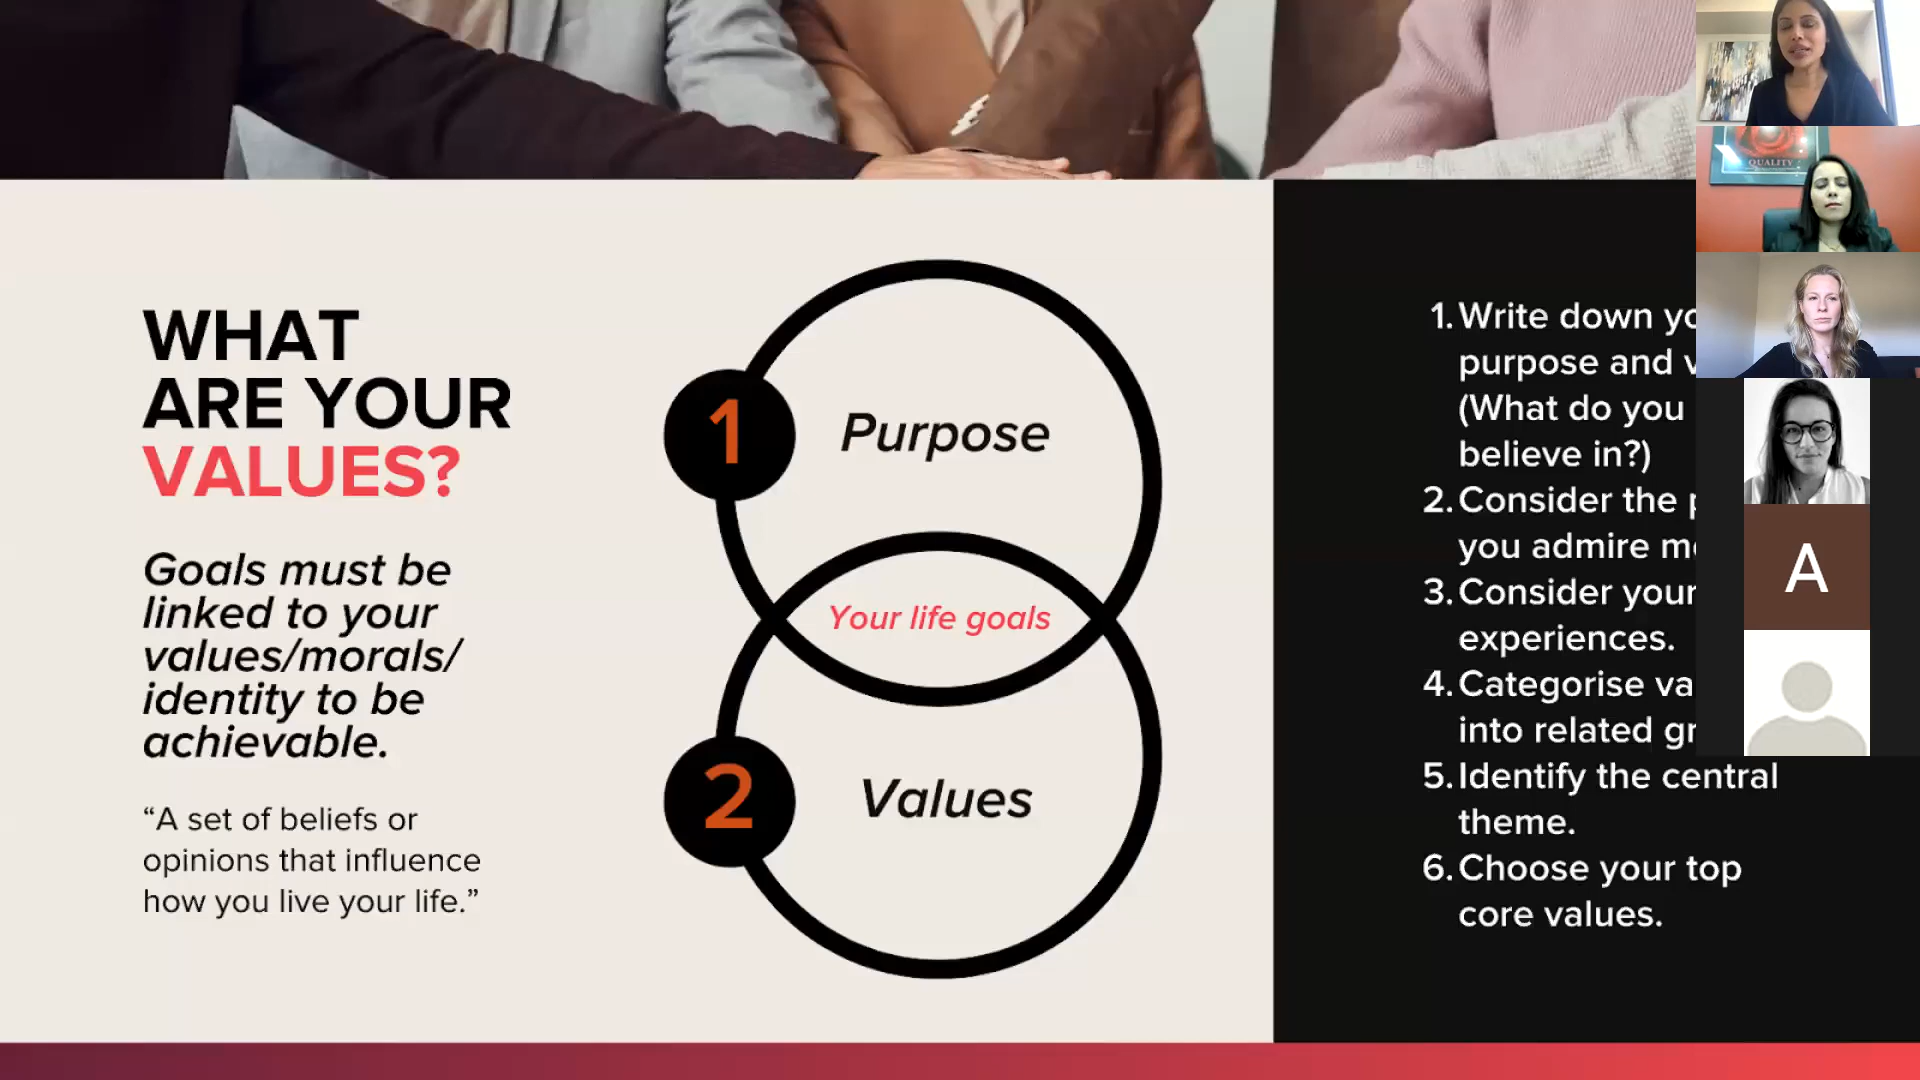 WHAT
ARE YOUR
VALUES?
Goals must be
linked to your
values/morals/
identity to be
achievable.
“A set of beliefs or
opinions that influence
how you live your life.”
1
Purpose
Your life goals
2
Values
1. Write down
purpose and
(What do you
believe in?)
2. Consider the
you admire
3. Consider your
experiences.
4. Categorise
into related
5. Identify the central
theme.
6. Choose your top
core values.
QUALITY
A